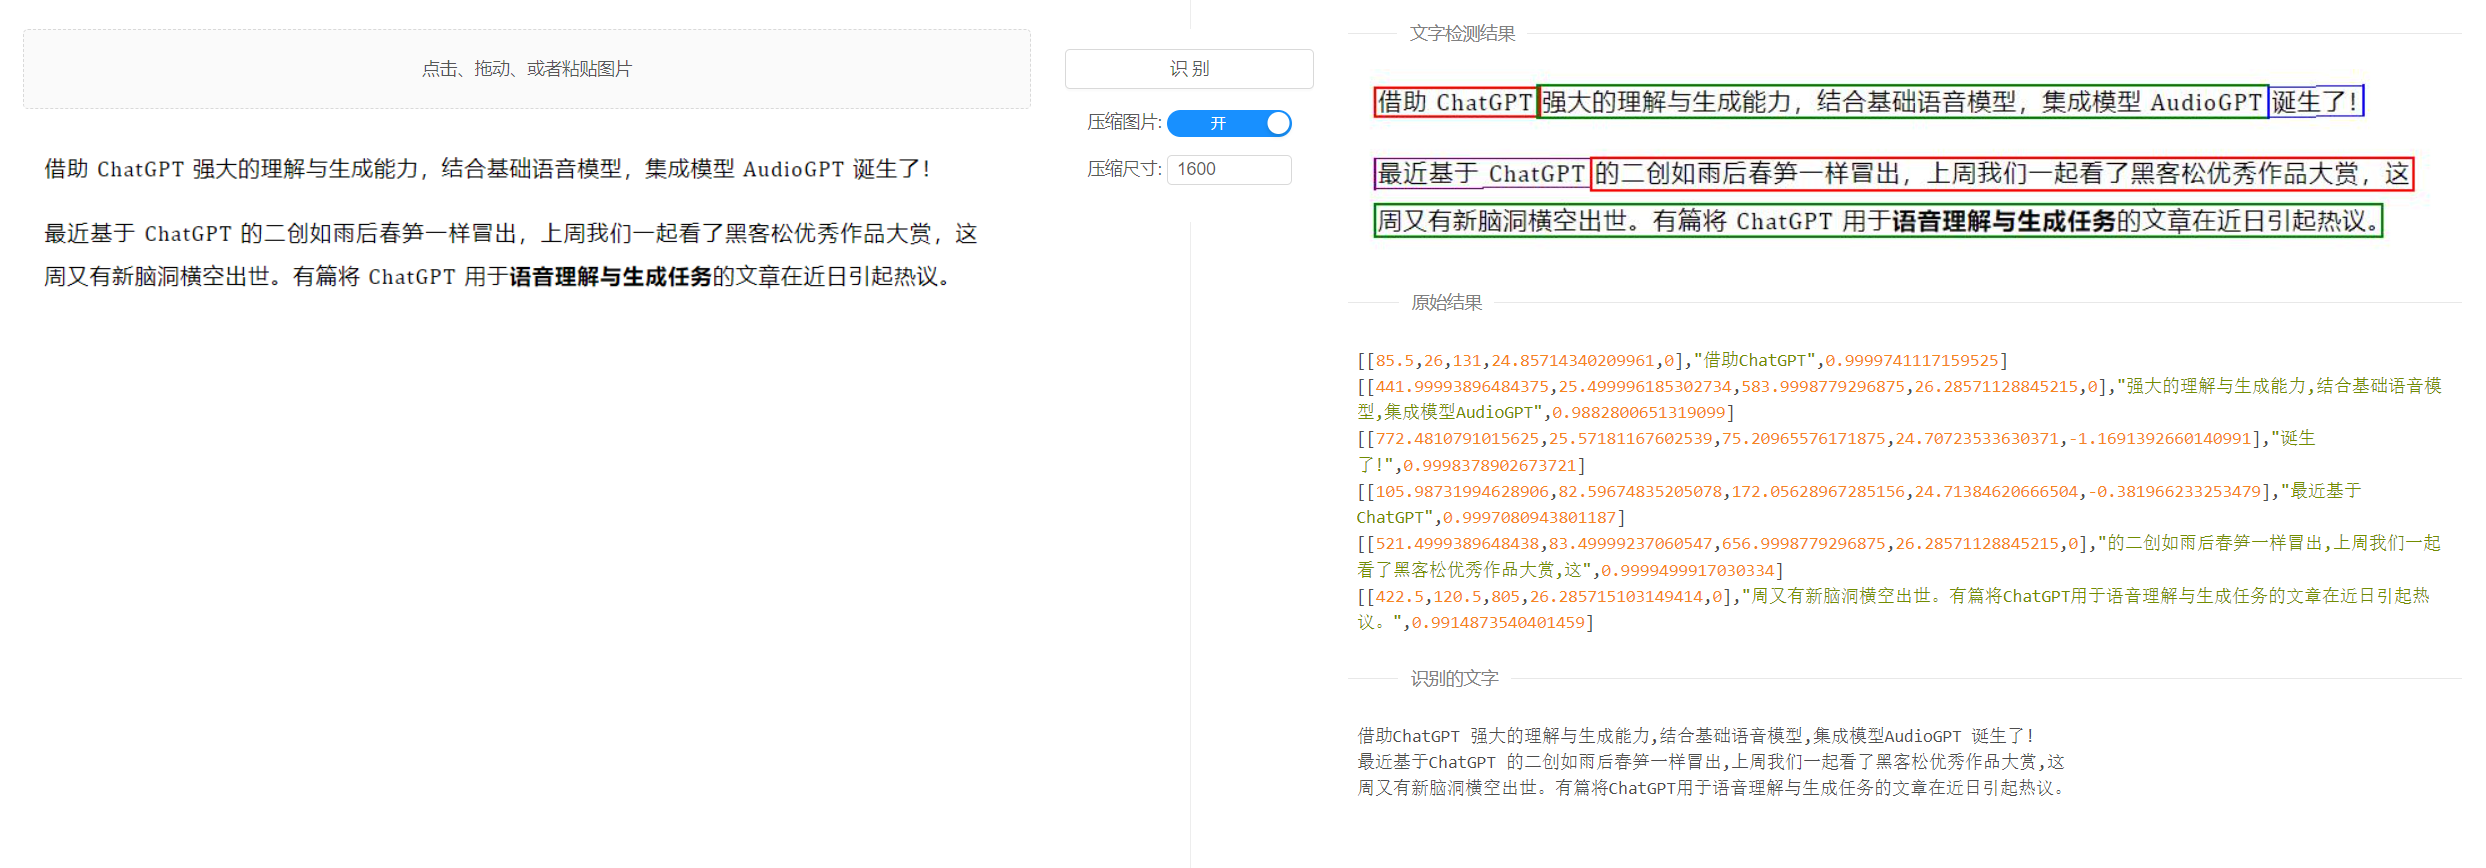 点击、拖动、或者粘贴图片
借助 ChatGPT 强大的理解与生成能力，结合基础语音模型，集成模型 AudioGPT 诞生了！
最近基于 ChatGPT 的二创如雨后春笋一样冒出，上周我们一起看了黑客松优秀作品大赏，这
周又有新脑洞横空出世。有篇将 ChatGPT 用于语音理解与生成任务的文章在近日引起热议。
识 别
压缩图片: 开
压缩尺寸: 1600
文字检测结果
借助 ChatGPT 强大的理解与生成能力，结合基础语音模型，集成模型 AudioGPT 诞生了！
最近基于 ChatGPT 的二创如雨后春笋一样冒出，上周我们一起看了黑客松优秀作品大赏，这
周又有新脑洞横空出世。有篇将 ChatGPT 用于语音理解与生成任务的文章在近日引起热议。
原始结果
[[85.5,26,131,24.85714340209961,0],"借助ChatGPT",0.9999741117159525]
[[441.99993896484375,25.499996185302734,583.9998779296875,26.28571128845215,0],"强大的理解与生成能力,结合基础语音模
型,集成模型AudioGPT",0.9882800651319099]
[[772.4810791015625,25.57181167602539,75.20965576171875,24.70723533630371,-1.1691392660140991],"诞生
了!",0.9998378902673721]
[[105.98731994628906,82.59674835205078,172.05628967285156,24.71384620666504,-0.381966233253479],"最近基于
ChatGPT",0.9997080943801187]
[[521.4999389648438,83.49999237060547,656.9998779296875,26.28571128845215,0],"的二创如雨后春笋一样冒出,上周我们一起
看了黑客松优秀作品大赏,这",0.9999499917030334]
[[422.5,120.5,805,26.285715103149414,0],"周又有新脑洞横空出世。有篇将ChatGPT用于语音理解与生成任务的文章在近日引起热
议。",0.9914873540401459]
识别的文字
借助ChatGPT 强大的理解与生成能力,结合基础语音模型,集成模型AudioGPT 诞生了!
最近基于ChatGPT 的二创如雨后春笋一样冒出,上周我们一起看了黑客松优秀作品大赏,这
周又有新脑洞横空出世。有篇将ChatGPT用于语音理解与生成任务的文章在近日引起热议。